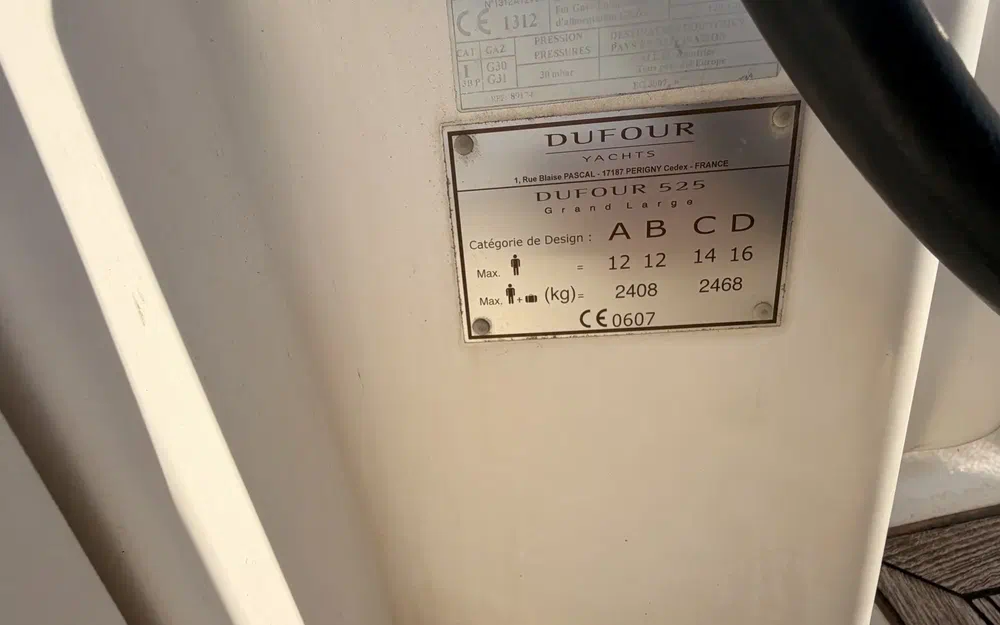 CE 1312
CAT GAZ PRESSION
PRESSURES
I G30
3B/P G31 30 mbar
DUFOUR
YACHTS
1, Rue Blaise PASCAL - 17187 PERIGNY Cedex - FRANCE
DUFOUR 525
Grand Large
Catégorie de Design : A B C D
Max. = 12 12 14 16
Max. + (kg)= 2408 2468
CE 0607